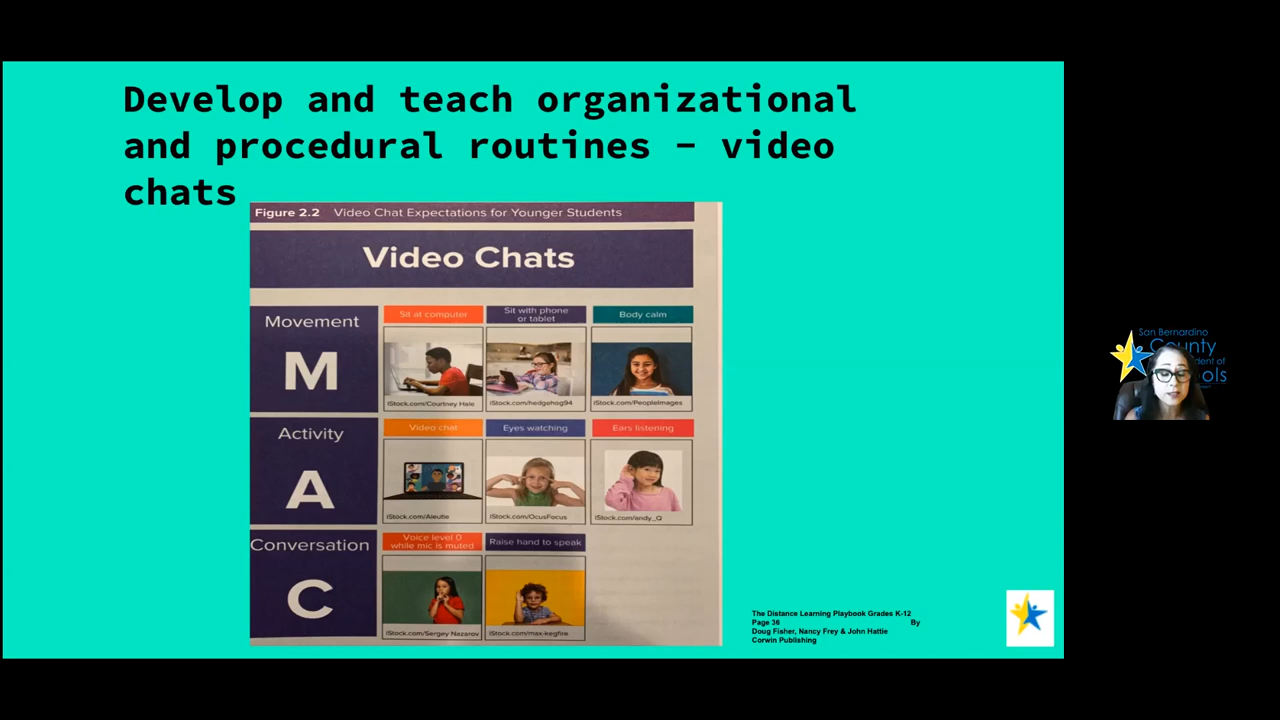 Develop and teach organizational
and procedural routines - video
chats
Figure 2.2 Video Chat Expectations for Younger Students
Video Chats
Movement
M
Sit at computer
Sit with phone
or tablet
Body calm
iStock.com/Courtney Hale
iStock.com/hedgehog94
iStock.com/PeopleImages
Activity
A
Video chat
Eyes watching
Ears listening
iStock.com/Aleutie
iStock.com/OcusFocus
iStock.com/andy_Q
Conversation
C
Voice level 0
while mic is muted
Raise hand to speak
iStock.com/Sergey Nazarov
iStock.com/max-kegfire
The Distance Learning Playbook Grades K-12
Page 36 By
Doug Fisher, Nancy Frey & John Hattie
Corwin Publishing
San Bernardino
County